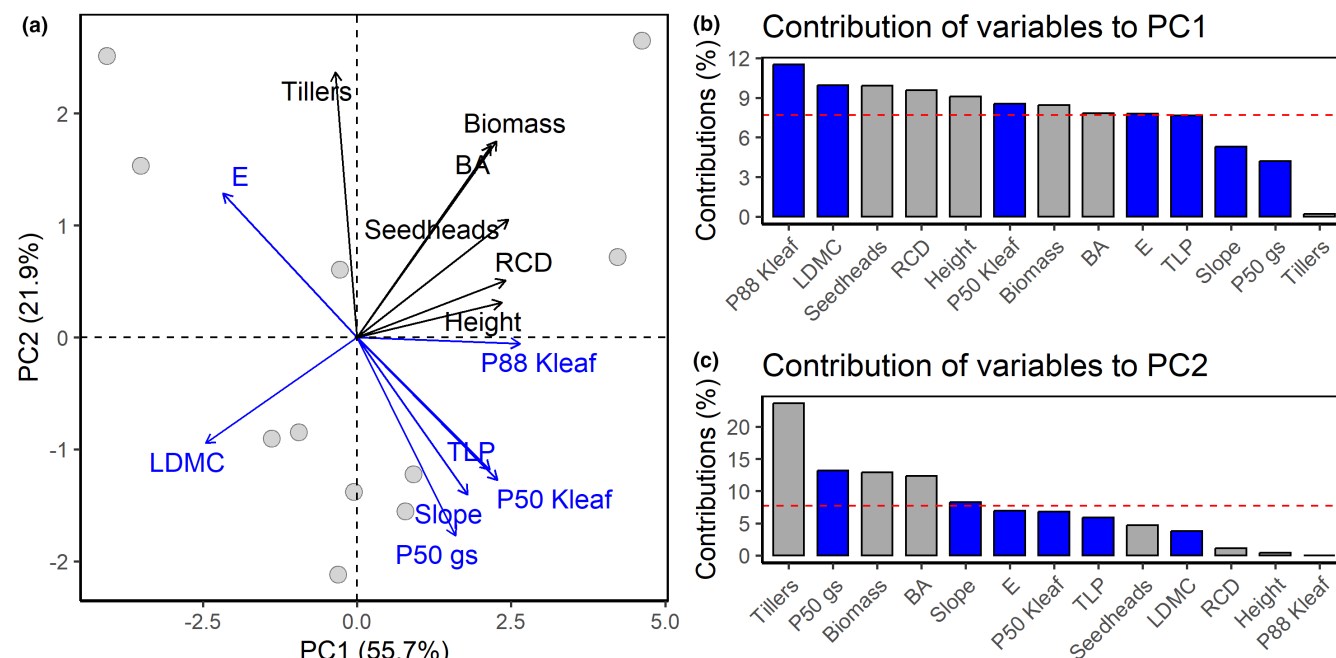 (a)
Tillers
Biomass
BA
E
Seedheads
RCD
Height
P88 Kleaf
LDMC
TLP
P50 Kleaf
Slope
P50 gs
PC2 (21.9%)
2
1
0
-1
-2
-2.5
0.0
2.5
5.0
PC1 (55.7%)
(b)
Contribution of variables to PC1
Contributions (%)
12
9
6
3
0
P88 Kleaf
LDMC
Seedheads
RCD
Height
P50 Kleaf
Biomass
BA
E
TLP
Slope
P50 gs
Tillers
(c)
Contribution of variables to PC2
Contributions (%)
20
15
10
5
0
Tillers
P50 gs
Biomass
BA
Slope
E
P50 Kleaf
TLP
Seedheads
LDMC
RCD
Height
P88 Kleaf